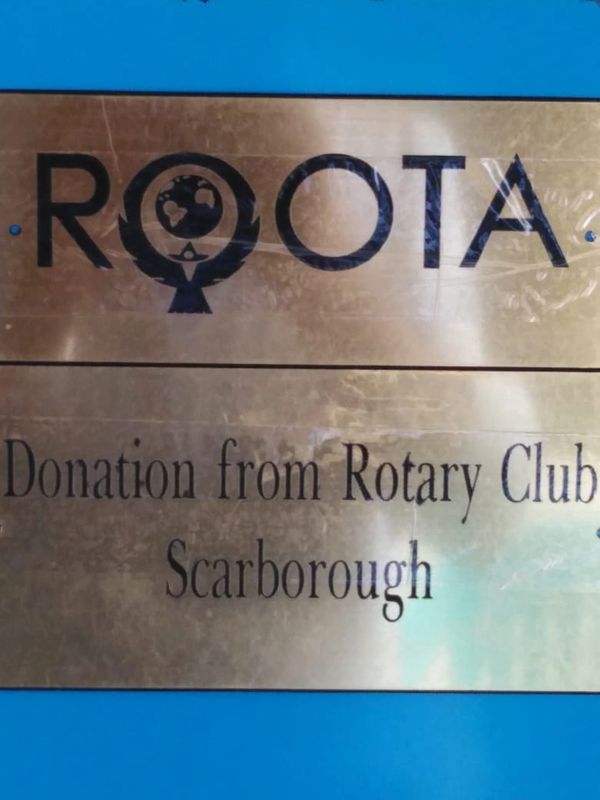 ROOTA
Donation from Rotary Club
Scarborough